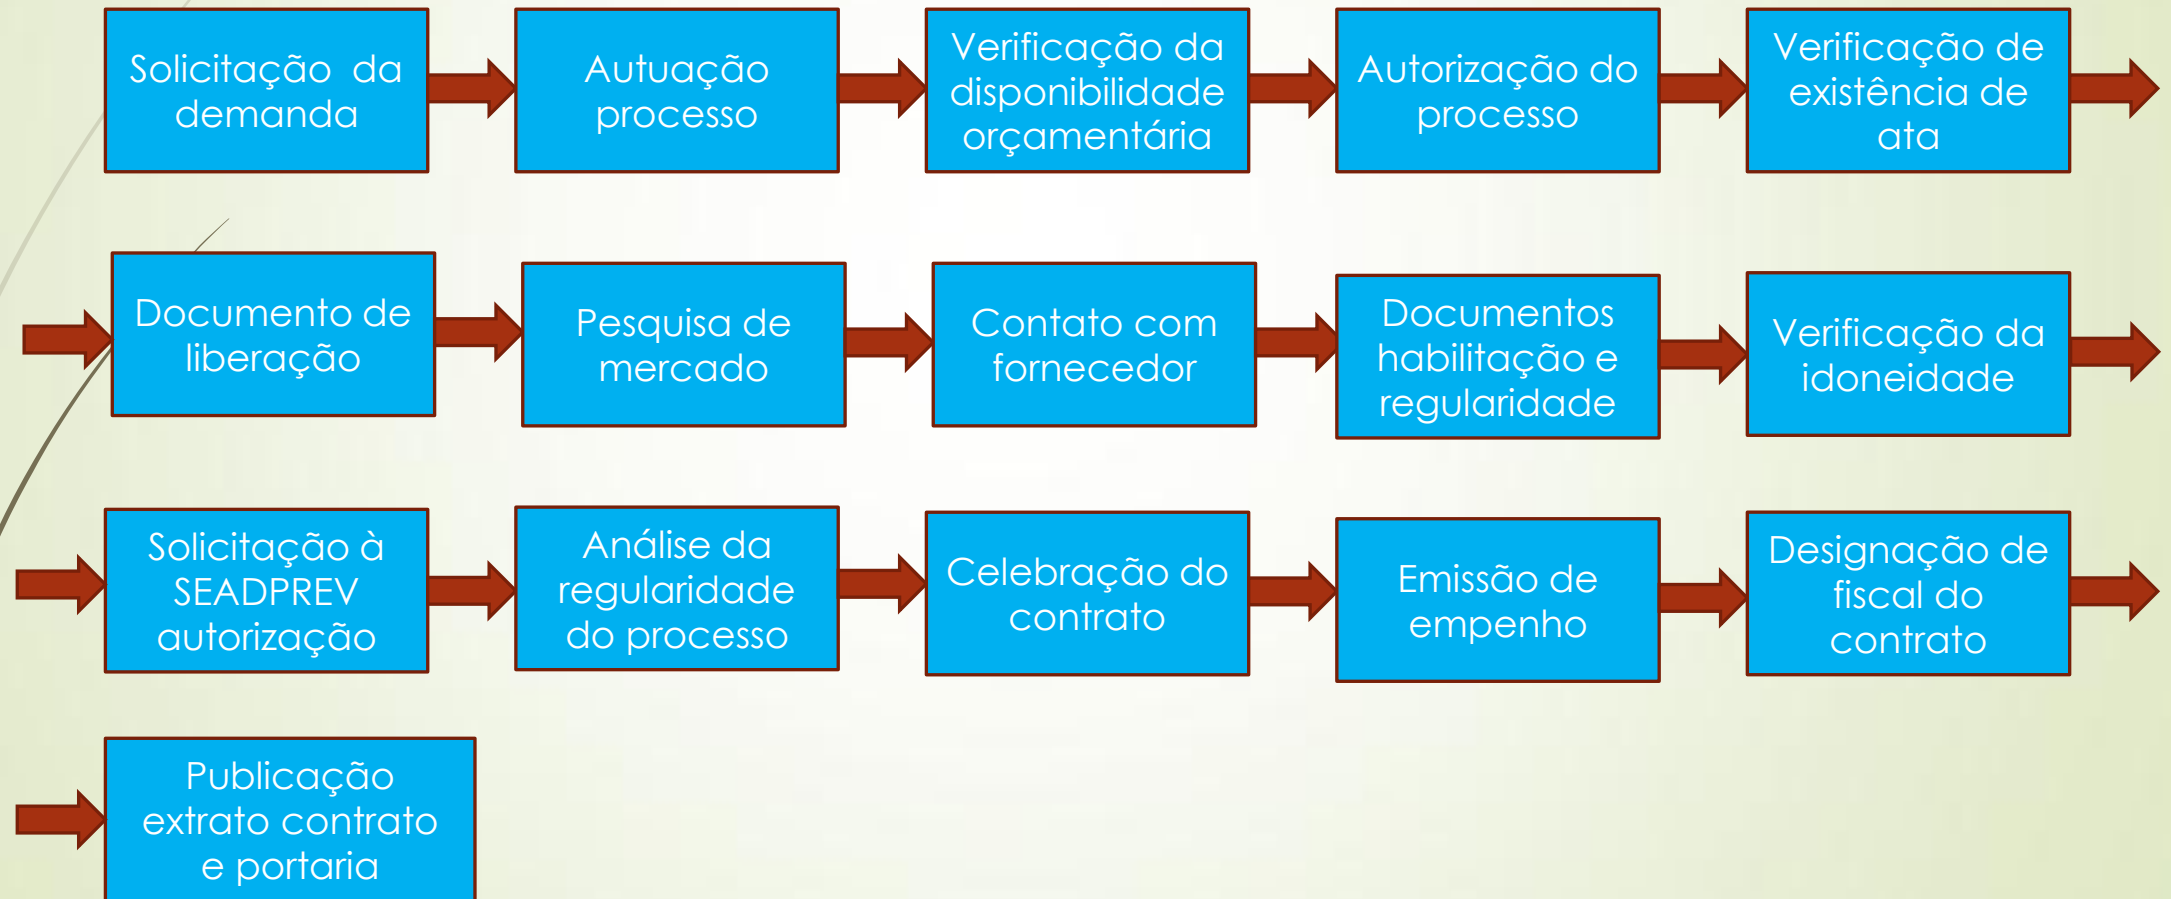 Solicitação da
demanda
Autuação
processo
Verificação da
disponibilidade
orçamentária
Autorização do
processo
Verificação de
existência de
ata
Documento de
liberação
Pesquisa de
mercado
Contato com
fornecedor
Documentos
habilitação e
regularidade
Verificação da
idoneidade
Solicitação à
SEADPREV
autorização
Análise da
regularidade
do processo
Celebração do
contrato
Emissão de
empenho
Designação de
fiscal do
contrato
Publicação
extrato contrato
e portaria